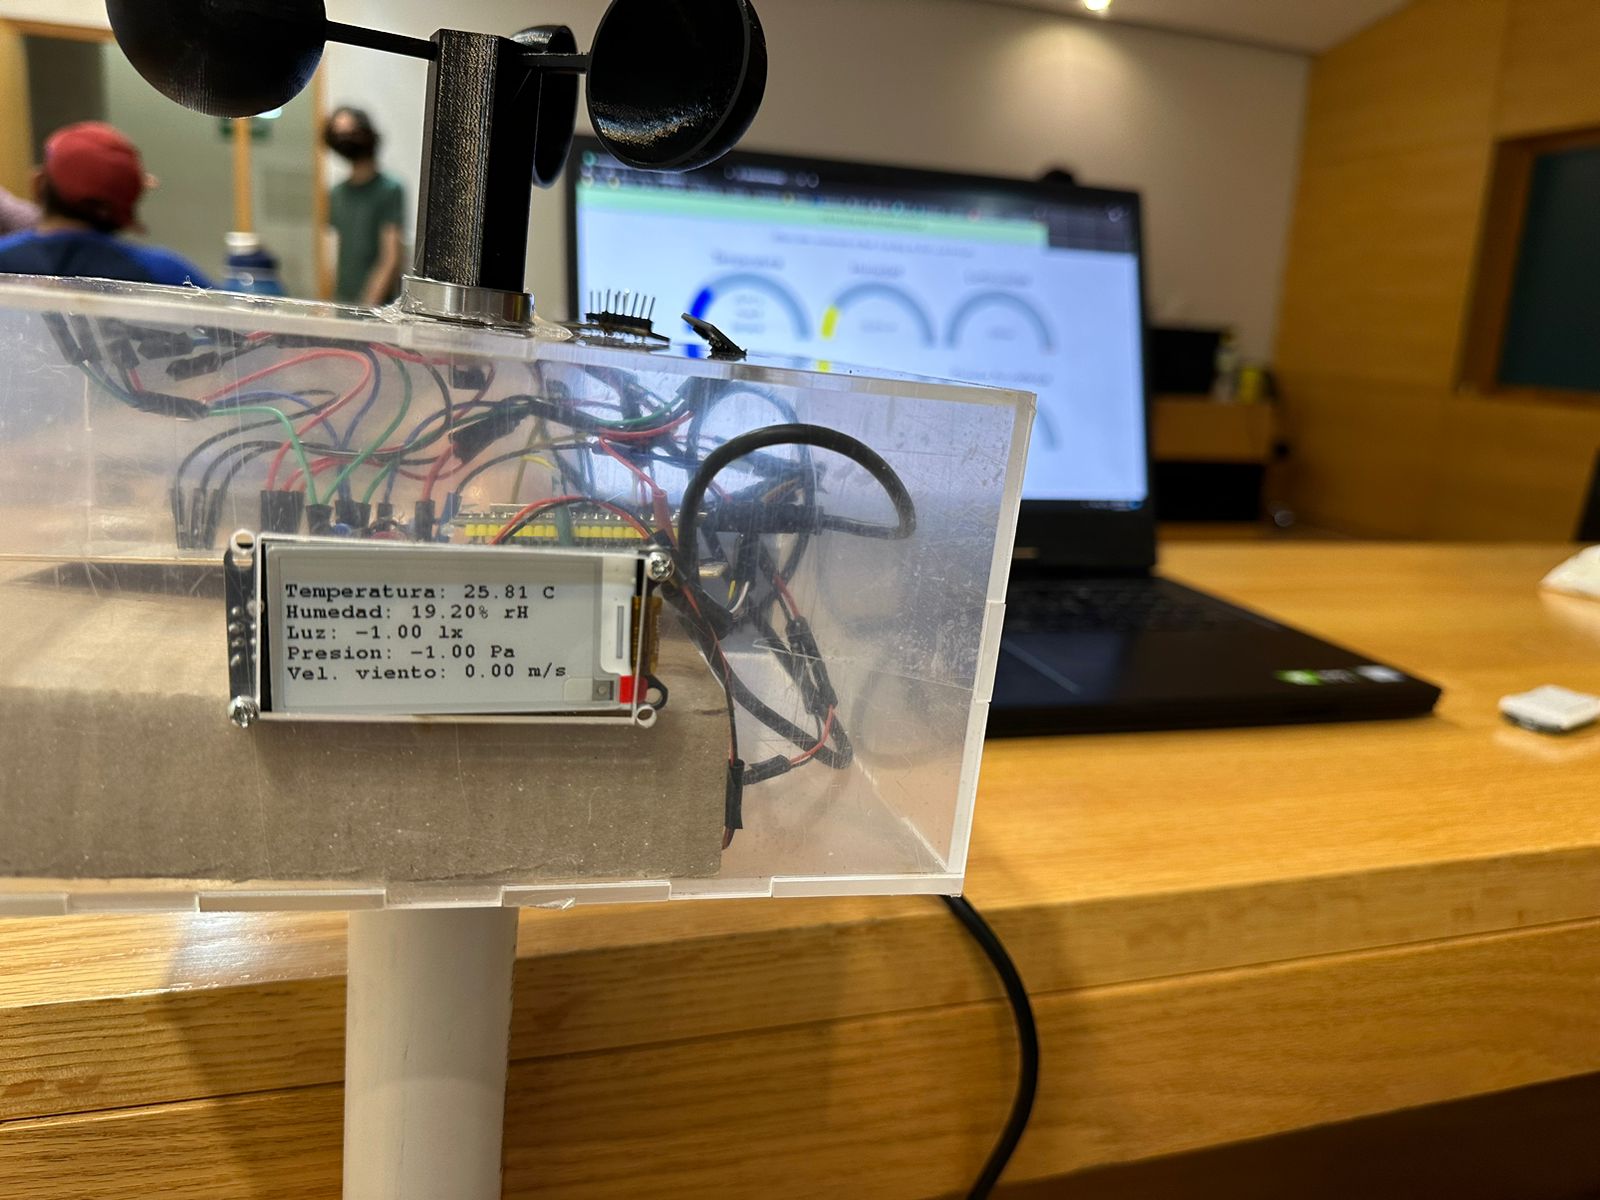 Temperatura: 25.81 C
Humedad: 19.20% rH
Luz: -1.00 lx
Presion: -1.00 Pa
Vel. viento: 0.00 m/s